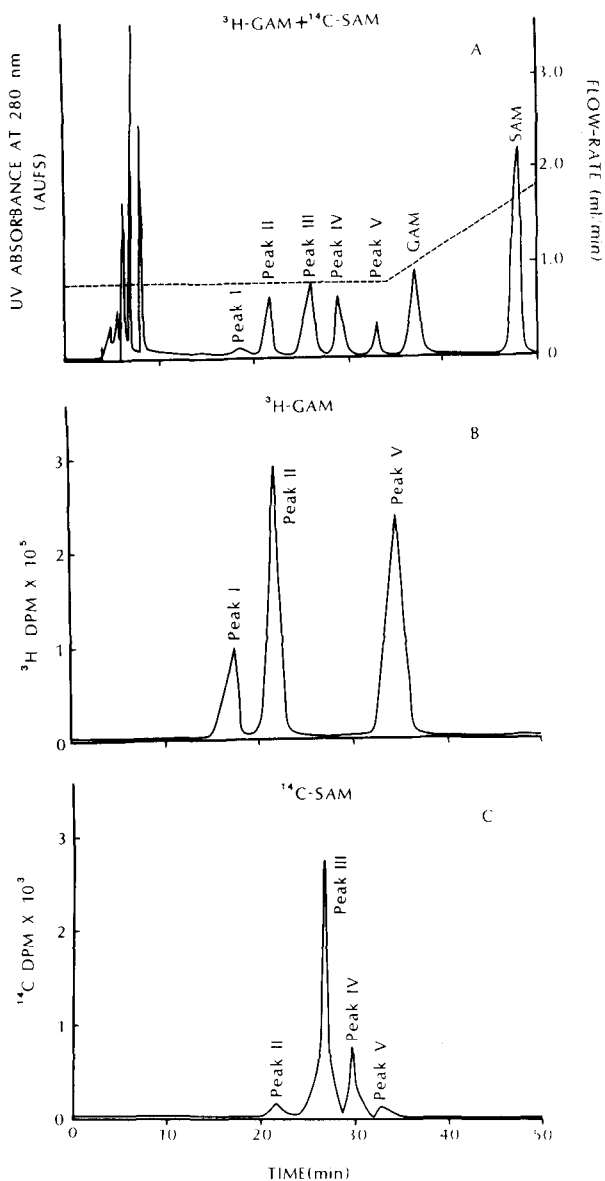 ³H-GAM+¹⁴C-SAM
A
UV ABSORBANCE AT 280 nm
(AUFS)
FLOW-RATE (ml/min)
3.0
2.0
1.0
0
Peak I
Peak II
Peak III
Peak IV
Peak V
GAM
SAM
³H-GAM
B
³H DPM X 10⁵
3
2
1
0
Peak I
Peak II
Peak V
¹⁴C-SAM
C
¹⁴C DPM X 10³
3
2
1
0
Peak II
Peak III
Peak IV
Peak V
0 10 20 30 40 50
TIME(min)